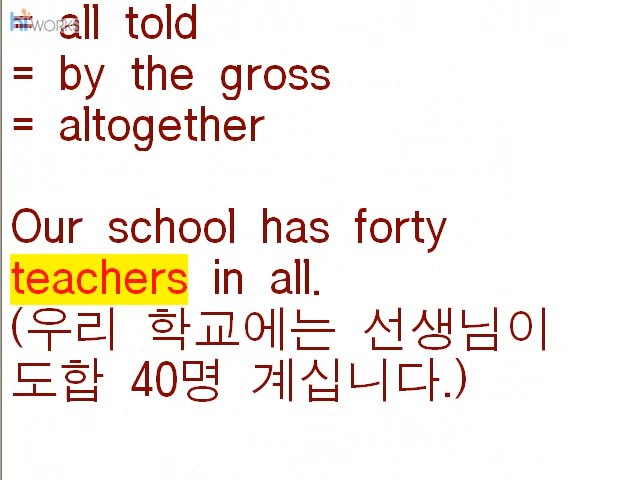 hiworks
= all told
= by the gross
= altogether
Our school has forty
teachers in all.
(우리 학교에는 선생님이
도합 40명 계십니다.)